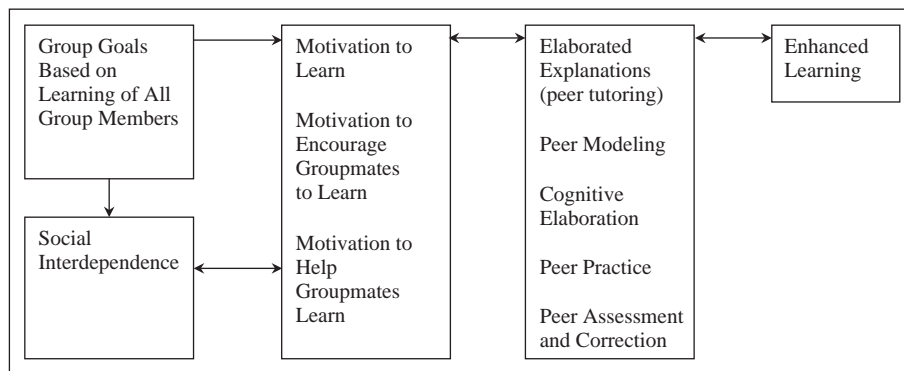 Group Goals
Based on
Learning of All
Group Members
Social
Interdependence
Motivation to
Learn
Motivation to
Encourage
Groupmates
to Learn
Motivation to
Help
Groupmates
Learn
Elaborated
Explanations
(peer tutoring)
Peer Modeling
Cognitive
Elaboration
Peer Practice
Peer Assessment
and Correction
Enhanced
Learning